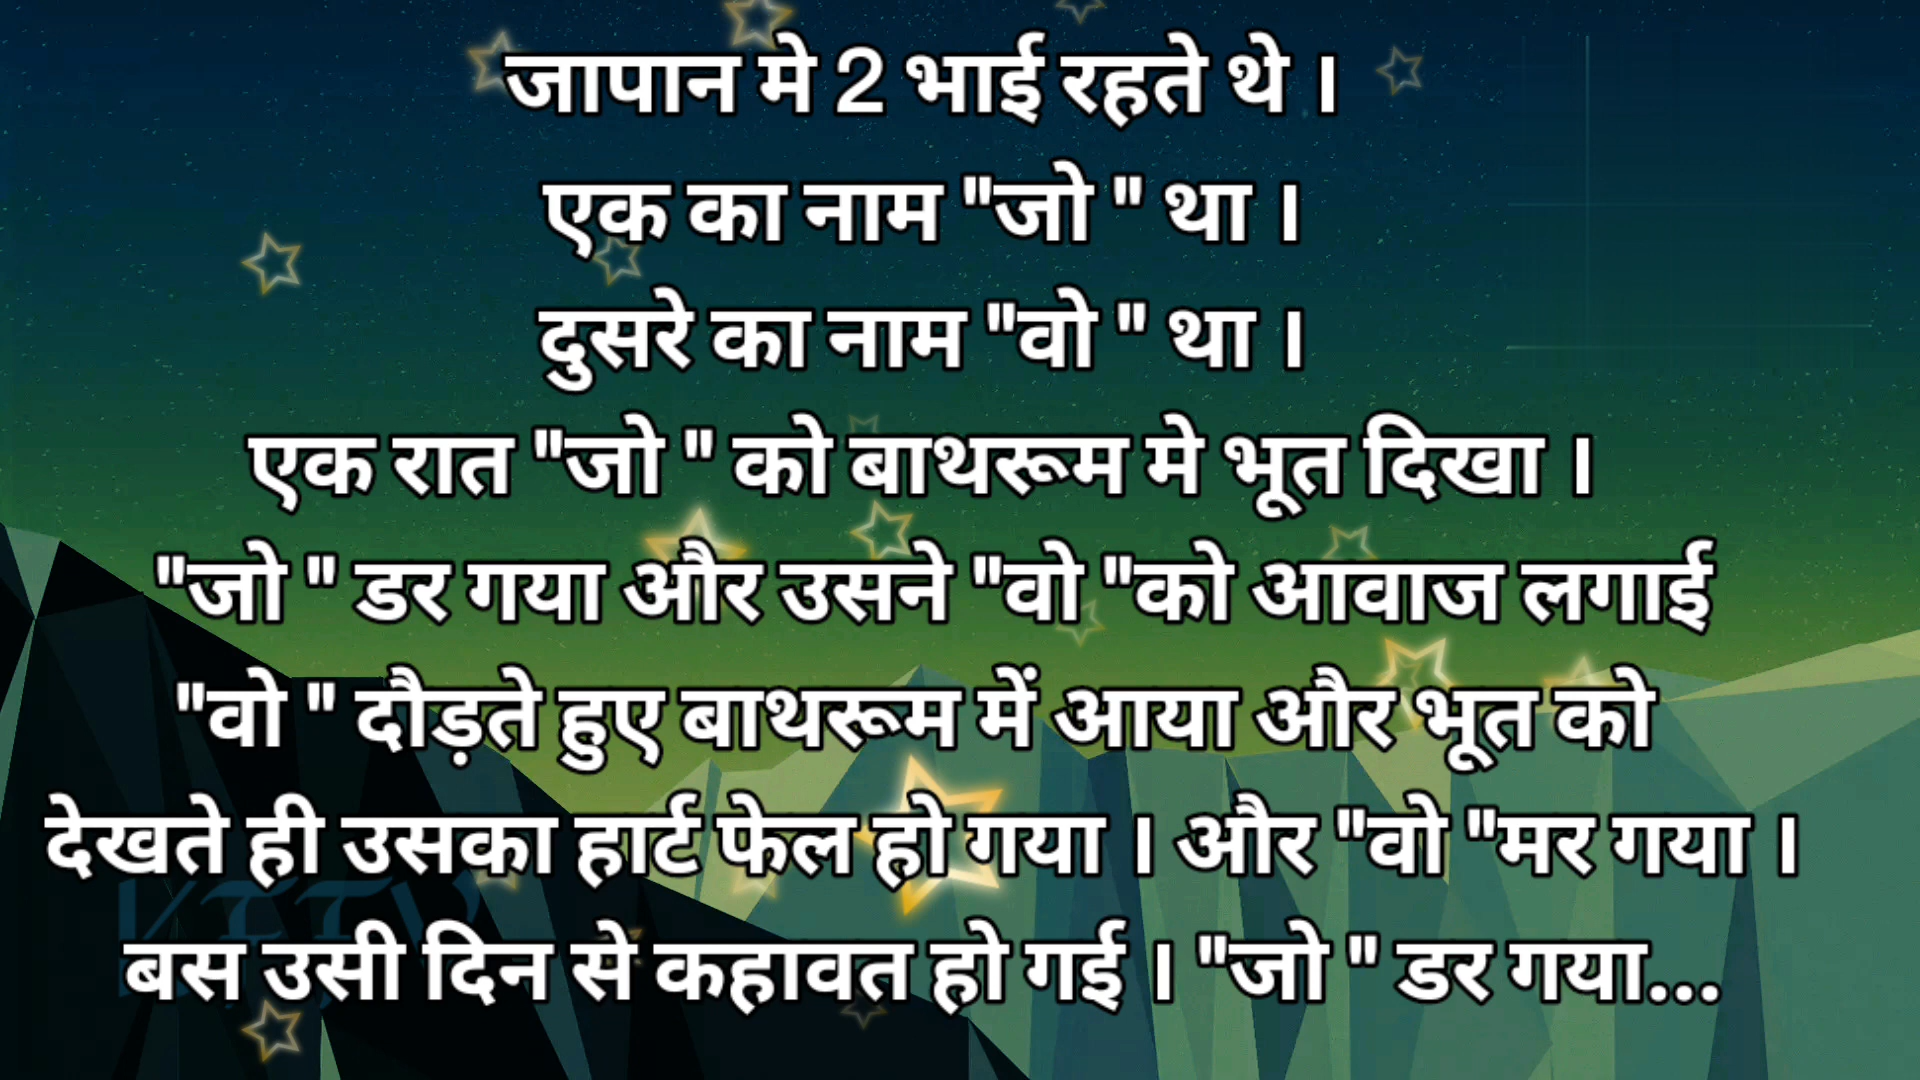 जापान मे 2 भाई रहते थे ।
एक का नाम "जो " था ।
दुसरे का नाम "वो " था ।
एक रात "जो " को बाथरूम मे भूत दिखा ।
"जो " डर गया और उसने "वो "को आवाज लगाई
"वो " दौड़ते हुए बाथरूम में आया और भूत को
देखते ही उसका हार्ट फेल हो गया । और "वो "मर गया ।
बस उसी दिन से कहावत हो गई । "जो " डर गया...